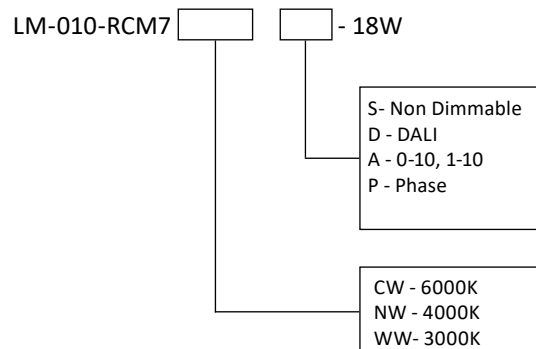 LM-010-RCM7 - 18W
S- Non Dimmable
D - DALI
A - 0-10, 1-10
P - Phase
CW - 6000K
NW - 4000K
WW- 3000K